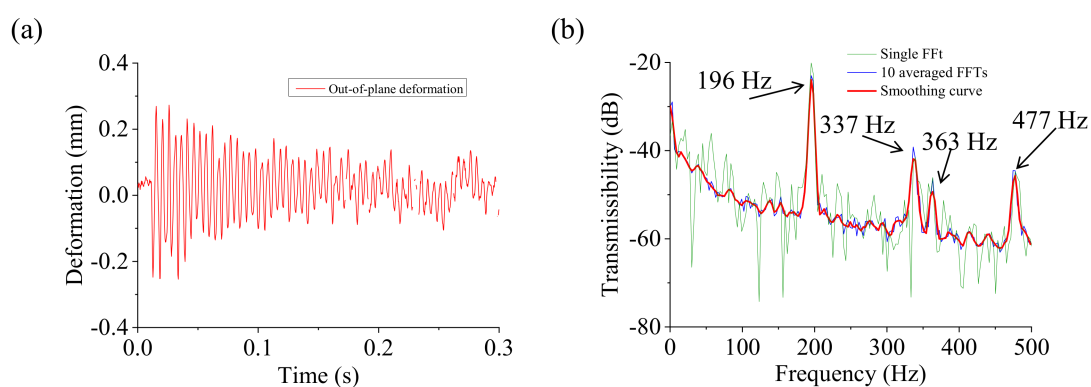 (a)
0.4
0.2
0.0
-0.2
-0.4
Deformation (mm)
Out-of-plane deformation
0.0
0.1
0.2
0.3
Time (s)
(b)
-20
-40
-60
-80
Transmissibility (dB)
Single FFt
10 averaged FFTs
Smoothing curve
196 Hz
337 Hz
363 Hz
477 Hz
0
100
200
300
400
500
Frequency (Hz)